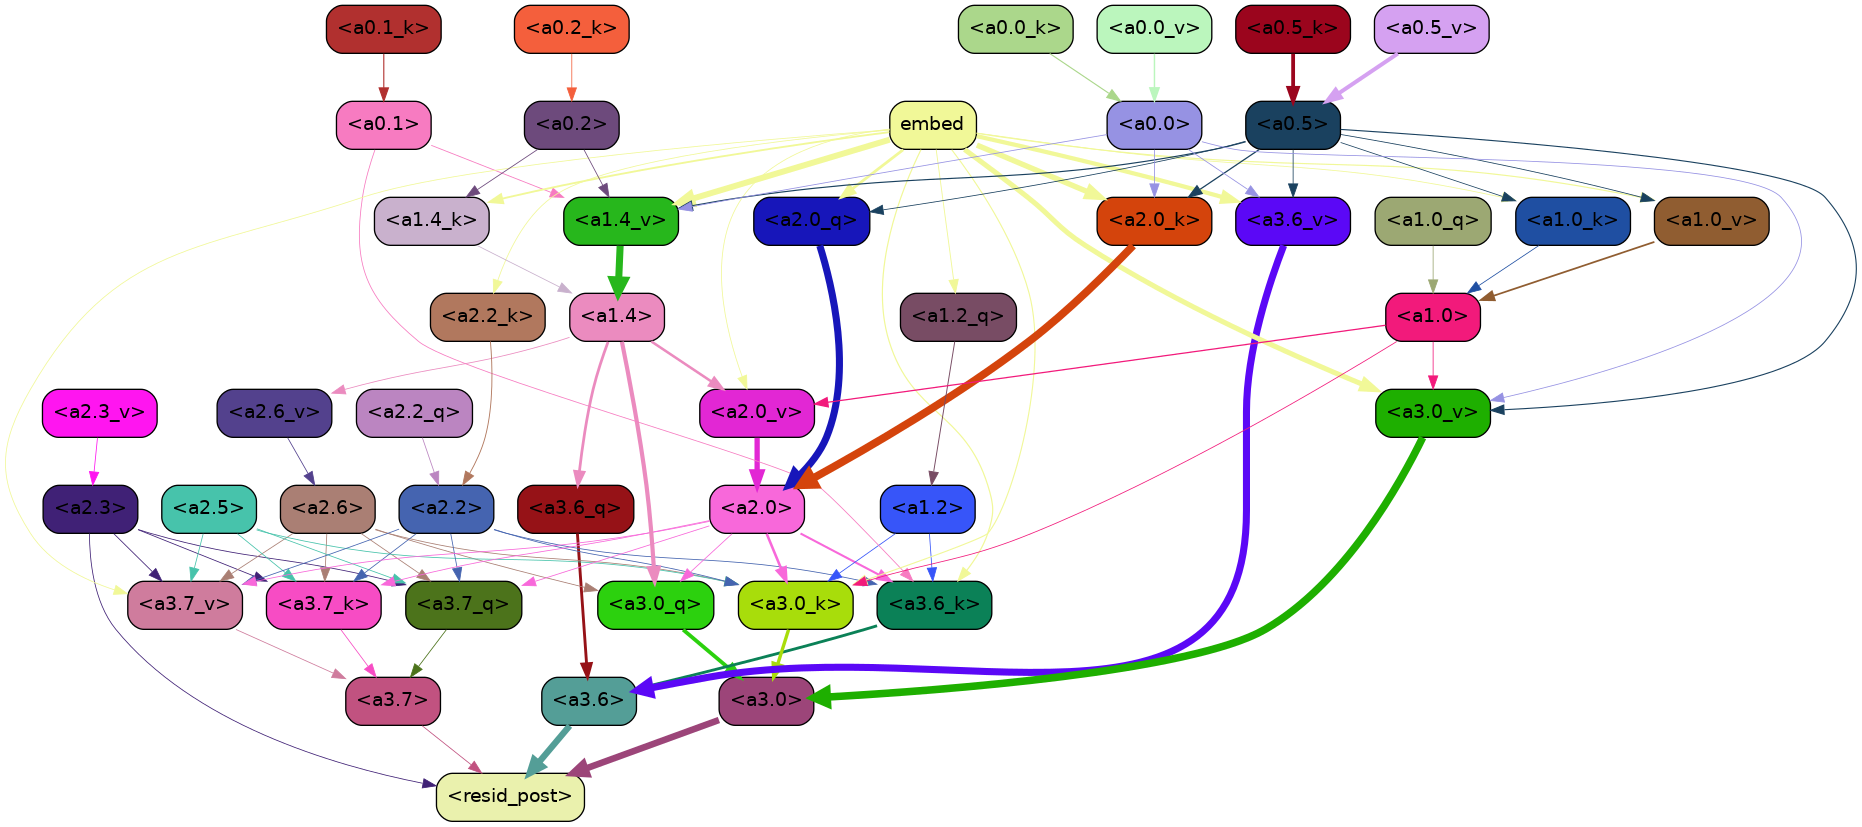 <a0.1_k> <a0.2_k> <a0.0_k> <a0.0_v> <a0.5_k> <a0.5_v>
<a0.1> <a0.2> embed <a0.0> <a0.5>
<a1.4_k> <a1.4_v> <a2.0_q> <a2.0_k> <a3.6_v> <a1.0_q> <a1.0_k> <a1.0_v>
<a2.2_k> <a1.4> <a1.2_q> <a1.0>
<a2.3_v> <a2.6_v> <a2.2_q> <a2.0_v> <a3.0_v>
<a2.3> <a2.5> <a2.6> <a2.2> <a3.6_q> <a2.0> <a1.2>
<a3.7_v> <a3.7_k> <a3.7_q> <a3.0_q> <a3.0_k> <a3.6_k>
<a3.7> <a3.6> <a3.0>
<resid_post>